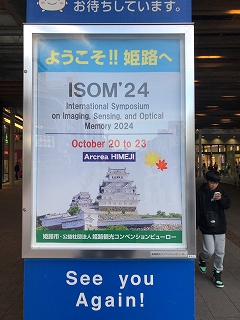 お待ちしています。
ようこそ!! 姫路へ
ISOM'24
International Symposium
on Imaging, Sensing, and Optical
Memory 2024
October 20 to 23
Arcrea HIMEJI
姫路市・公益社団法人 姫路観光コンベンションビューロー
See you
Again!